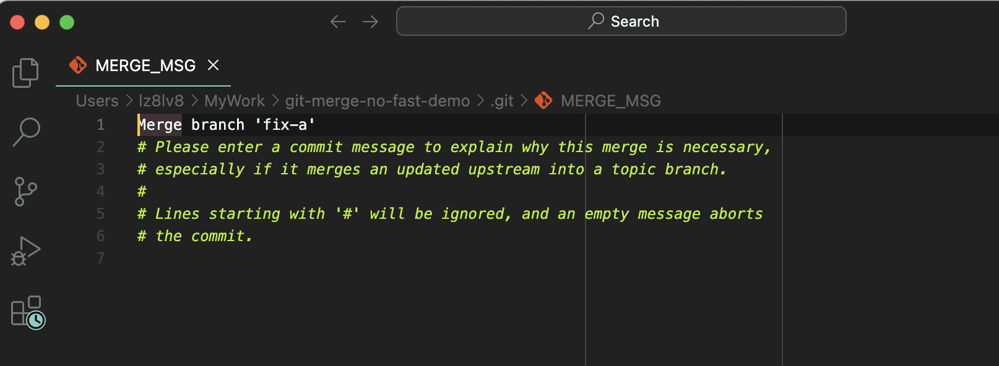 Search
MERGE_MSG
Users > lz8lv8 > MyWork > git-merge-no-fast-demo > .git > MERGE_MSG
1 Merge branch 'fix-a'
2 # Please enter a commit message to explain why this merge is necessary,
3 # especially if it merges an updated upstream into a topic branch.
4 #
5 # Lines starting with '#' will be ignored, and an empty message aborts
6 # the commit.
7